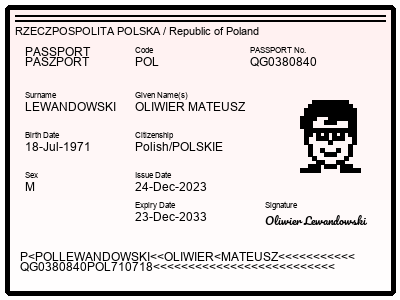 RZECZPOSPOLITA POLSKA / Republic of Poland
PASSPORT
PASZPORT
Code
POL
PASSPORT No.
QG0380840
Surname
LEWANDOWSKI
Given Name(s)
OLIWIER MATEUSZ
Birth Date
18-Jul-1971
Citizenship
Polish/POLSKIE
Sex
M
Issue Date
24-Dec-2023
Expiry Date
23-Dec-2033
Signature
Oliwier Lewandowski
P<POLLEWANDOWSKI<<OLIWIER<MATEUSZ<<<<<<<<<<<
QG0380840POL710718<<<<<<<<<<<<<<<<<<<<<<<<<<